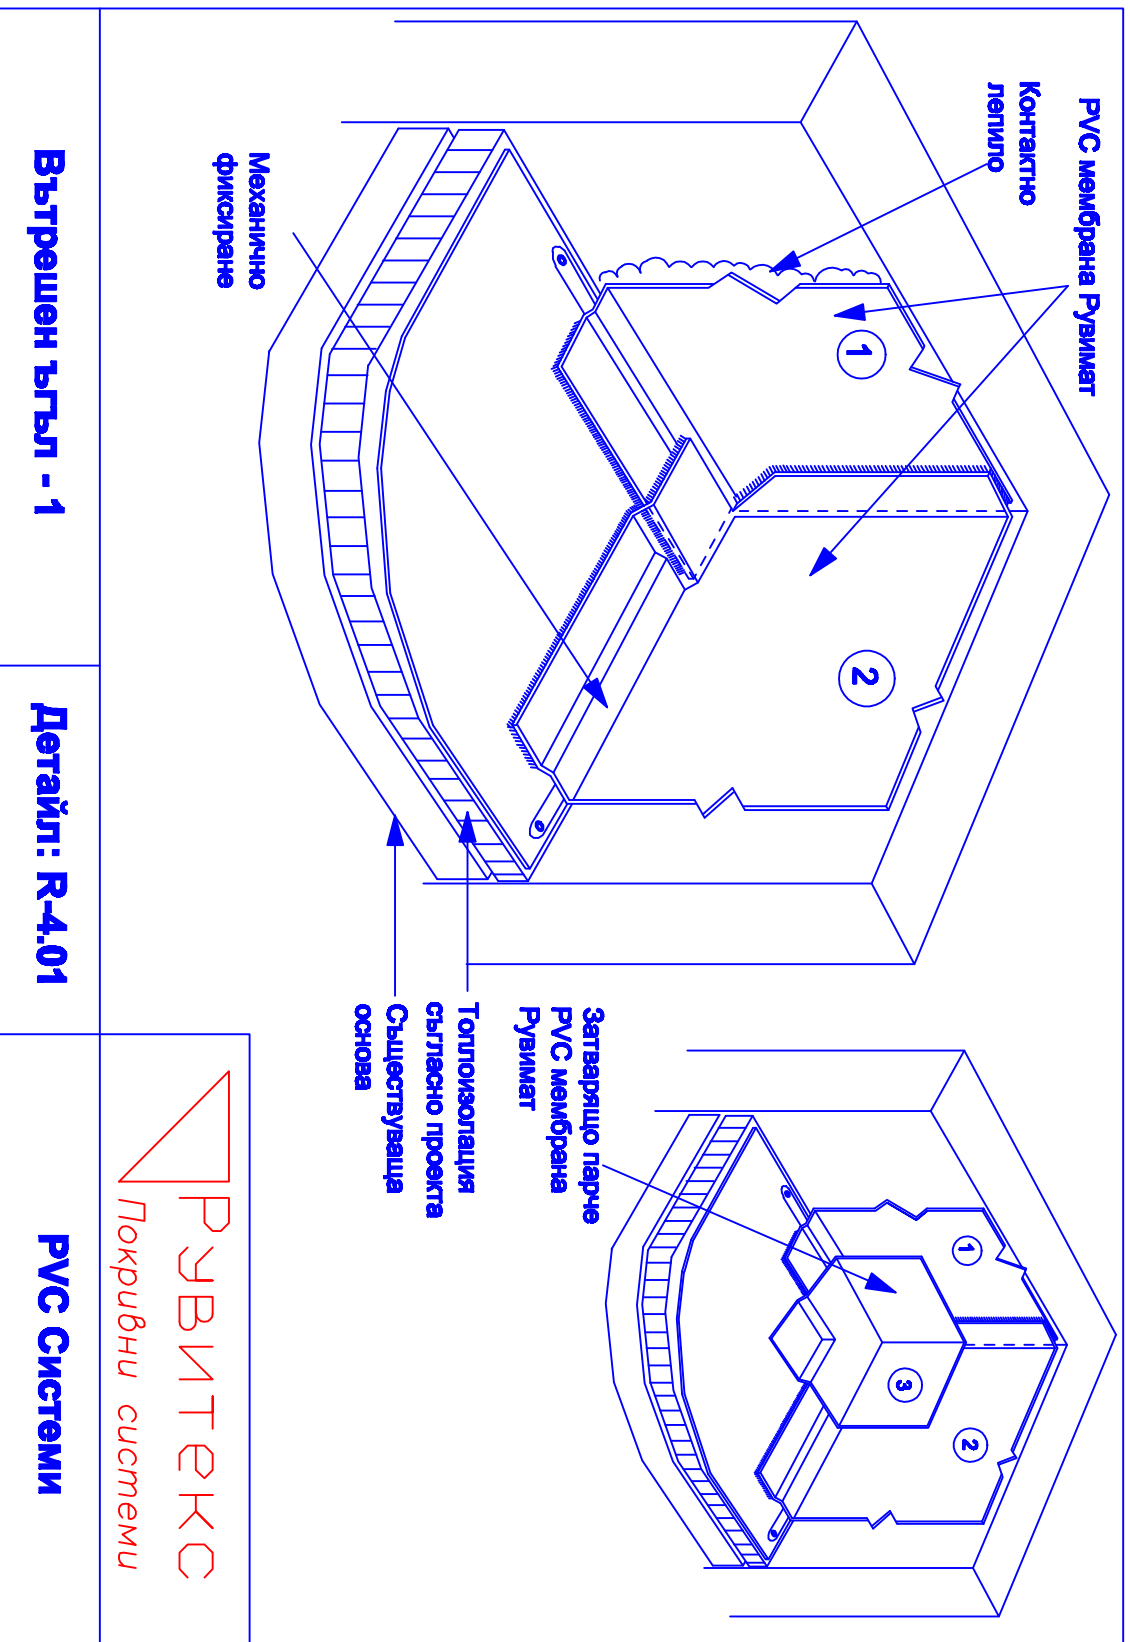 PVC мембрана Рувимат
Контактно
лепило
1
2
Механично
фиксиране
Затварящо парче
PVC мембрана
Рувимат
Топлоизолация
съгласно проекта
Съществуваща
основа
1
3
2
Рувитекс
Покривни системи
Вътрешен ъгъл - 1
Детайл: R-4.01
PVC Системи